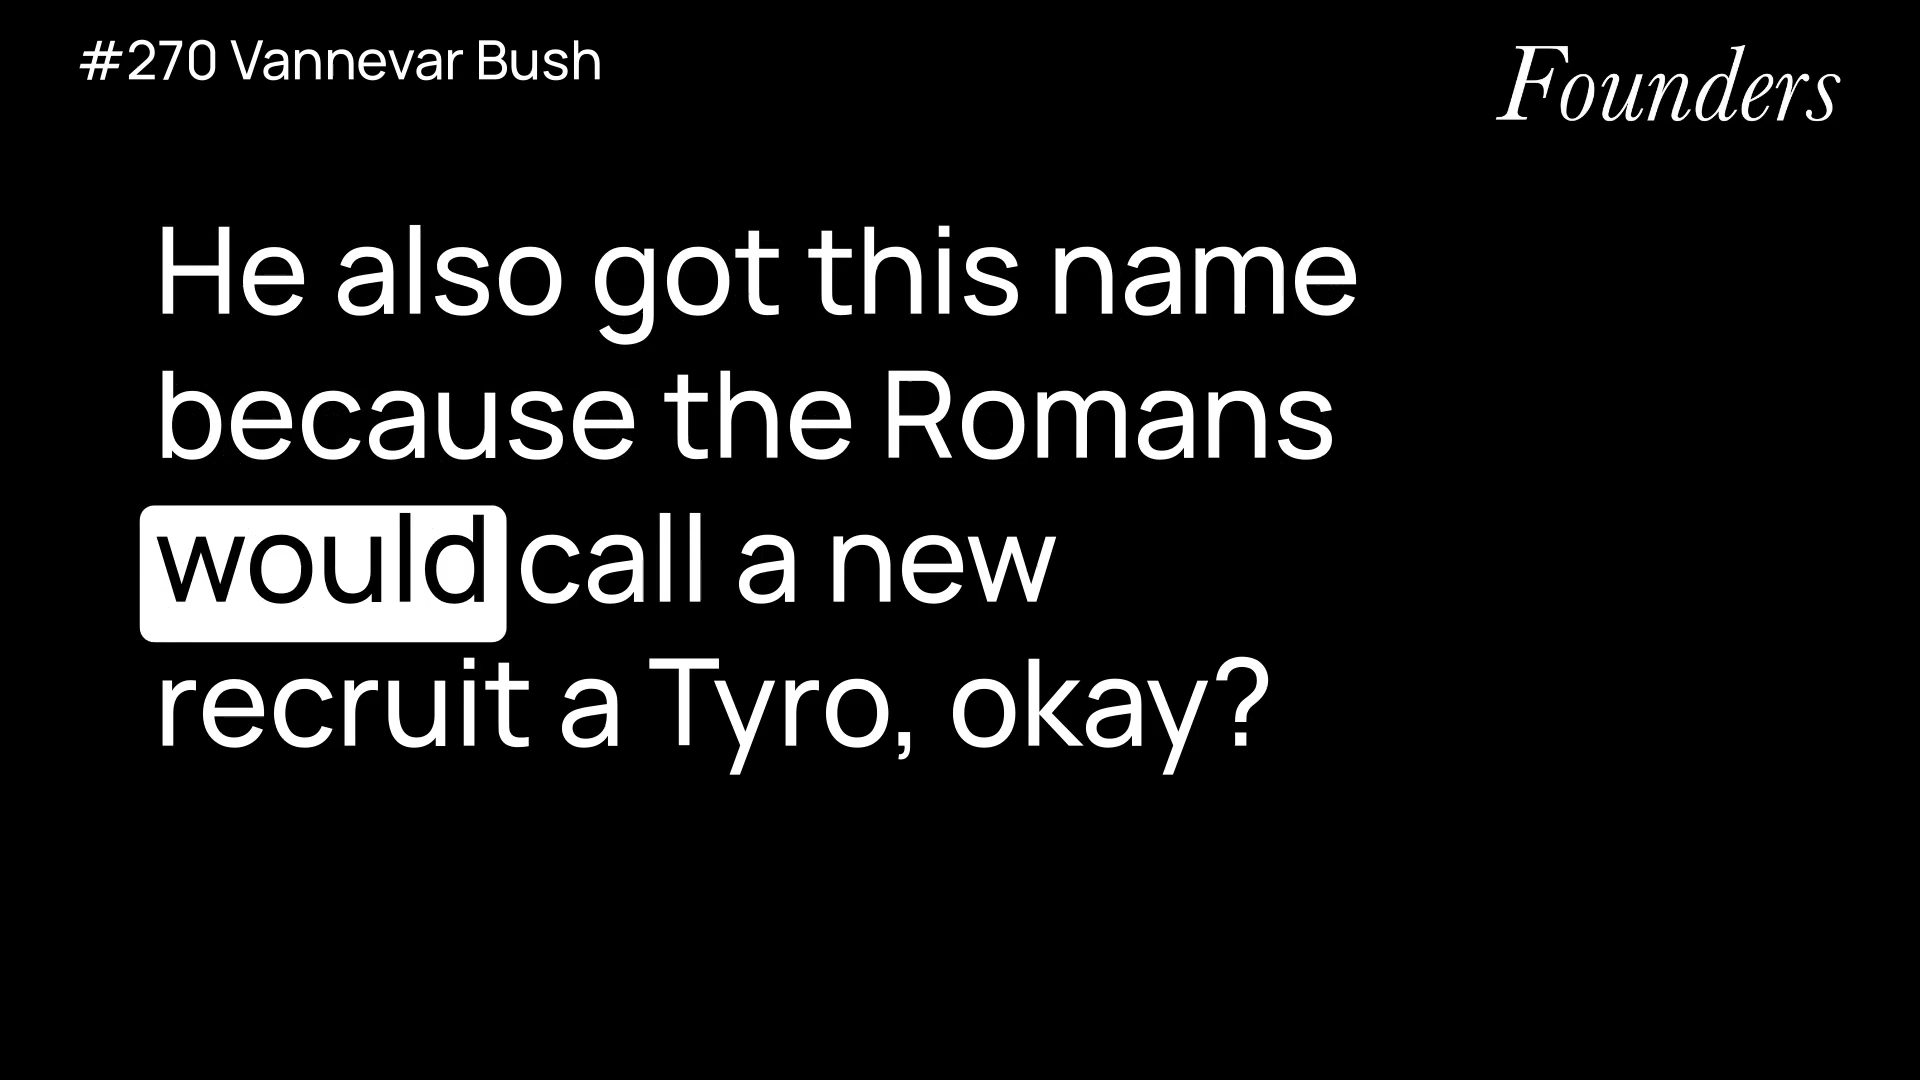 #270 Vannevar Bush
Founders
He also got this name
because the Romans
would call a new
recruit a Tyro, okay?